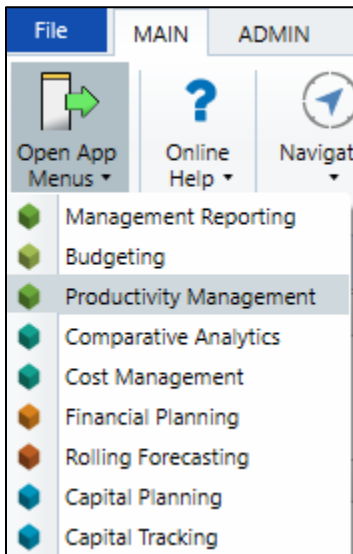 File MAIN ADMIN
Open App Online Navigat
Menus Help
Management Reporting
Budgeting
Productivity Management
Comparative Analytics
Cost Management
Financial Planning
Rolling Forecasting
Capital Planning
Capital Tracking